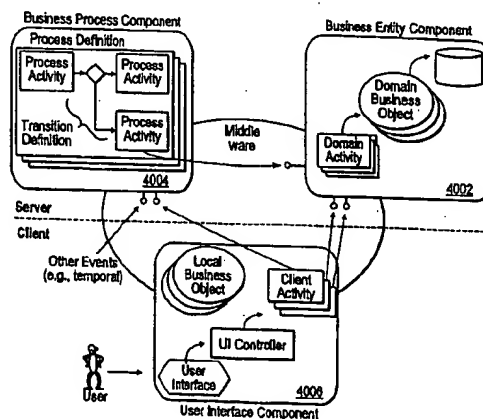 Business Process Component
Process Definition
Process
Activity
Process
Activity
Transition
Definition
Process
Activity
4004
Middle
ware
Business Entity Component
Domain
Business
Object
Domain
Activity
4002
Server
Client
Other Events
(e.g., temporal)
Local
Business
Object
Client
Activity
UI Controller
User
Interface
4006
User
User Interface Component